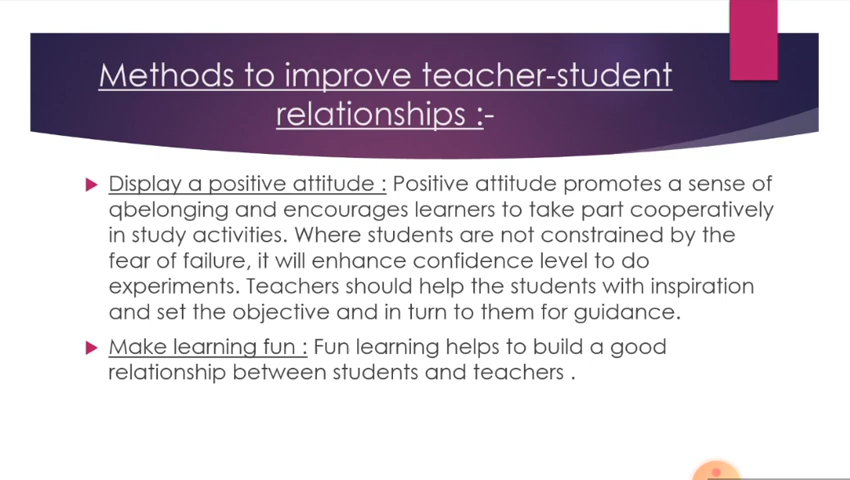 Methods to improve teacher-student
relationships :-
Display a positive attitude : Positive attitude promotes a sense of
qbelonging and encourages learners to take part cooperatively
in study activities. Where students are not constrained by the
fear of failure, it will enhance confidence level to do
experiments. Teachers should help the students with inspiration
and set the objective and in turn to them for guidance.
Make learning fun : Fun learning helps to build a good
relationship between students and teachers .